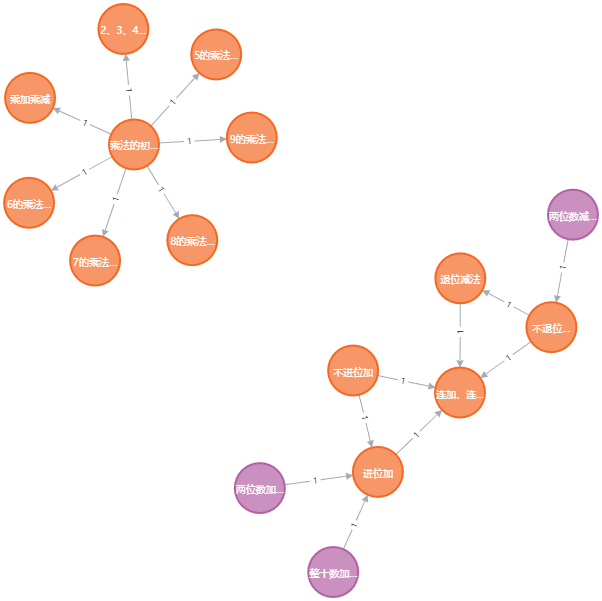 2、3、4...
5的乘法...
乘加乘减
1
1
1
乘法的初...
1
9的乘法...
1
6的乘法...
1
1
8的乘法...
7的乘法...
两位数减...
1
退位减法
1
不退位...
1
1
不进位加
1
连加、连...
1
1
进位加
两位数加...
1
1
整十数加...